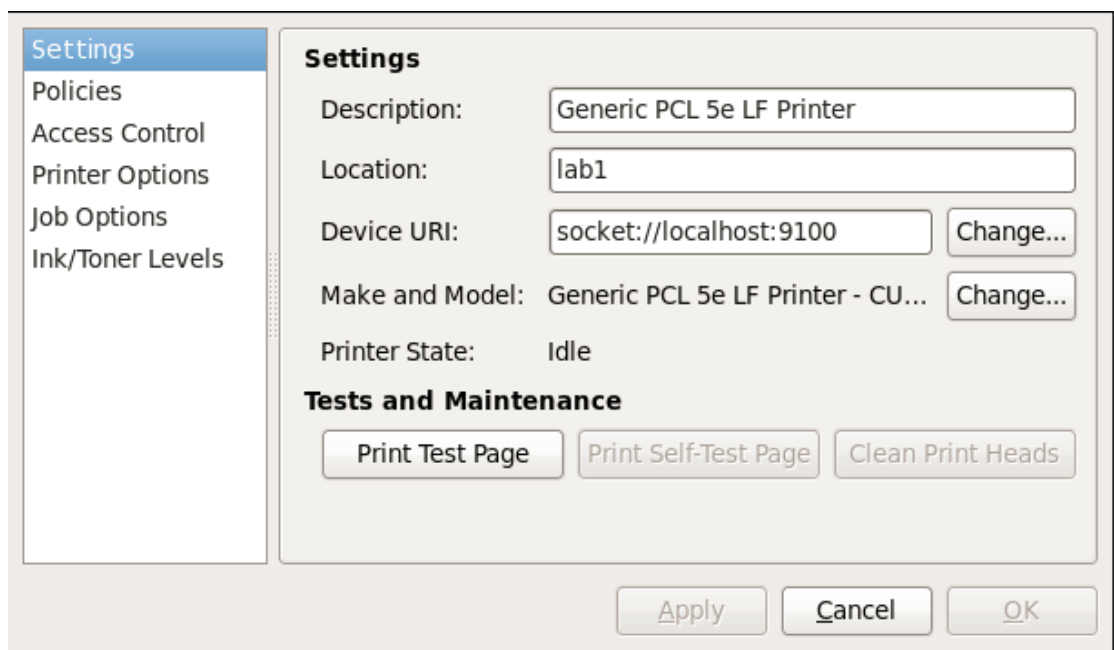 Settings
Policies
Access Control
Printer Options
Job Options
Ink/Toner Levels
Settings
Description: Generic PCL 5e LF Printer
Location: lab1
Device URI: socket://localhost:9100 Change...
Make and Model: Generic PCL 5e LF Printer - CU... Change...
Printer State: Idle
Tests and Maintenance
Print Test Page Print Self-Test Page Clean Print Heads
Apply Cancel OK